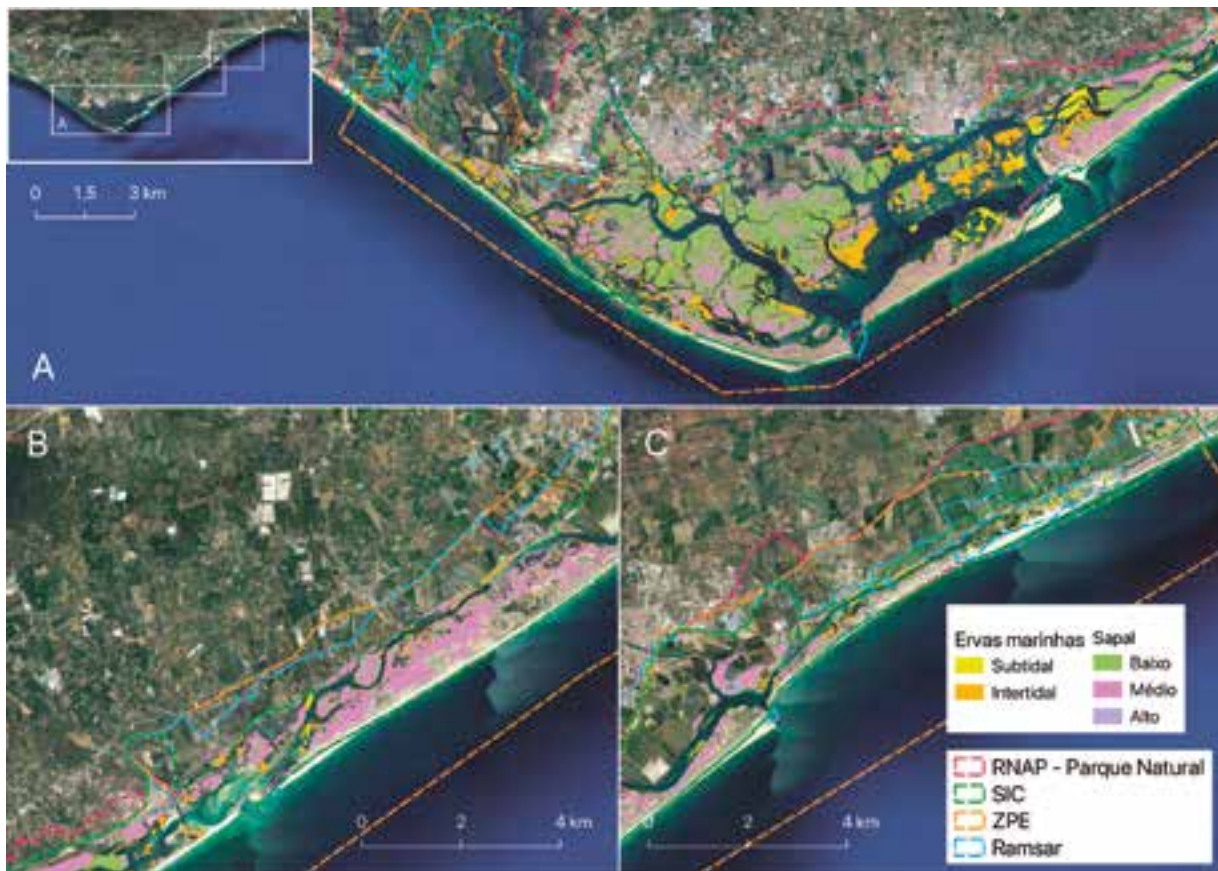 A
0 1,5 3 km
A
B
C
0 2 4 km
0 2 4 km
Ervas marinhas Sapal
Subtidal Baixo
Intertidal Médio
Alto
RNAP - Parque Natural
SIC
ZPE
Ramsar